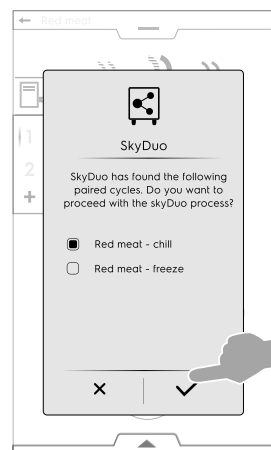 Red meat
1
2
+
SkyDuo
SkyDuo has found the following
paired cycles. Do you want to
proceed with the skyDuo process?
Red meat - chill
Red meat - freeze